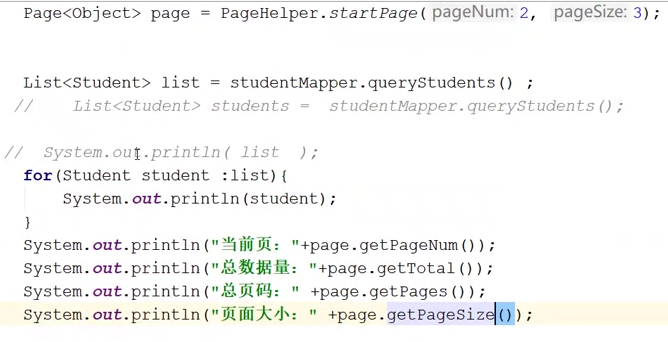 Page<Object> page = PageHelper.startPage( pageNum: 2,  pageSize: 3);
List<Student> list = studentMapper.queryStudents() ;
//    List<Student> students =  studentMapper.queryStudents();
//  System.out.println( list  );
for(Student student :list){
System.out.println(student);
}
System.out.println("当前页："+page.getPageNum());
System.out.println("总数据量："+page.getTotal());
System.out.println("总页码：" +page.getPages());
System.out.println("页面大小：" +page.getPageSize());